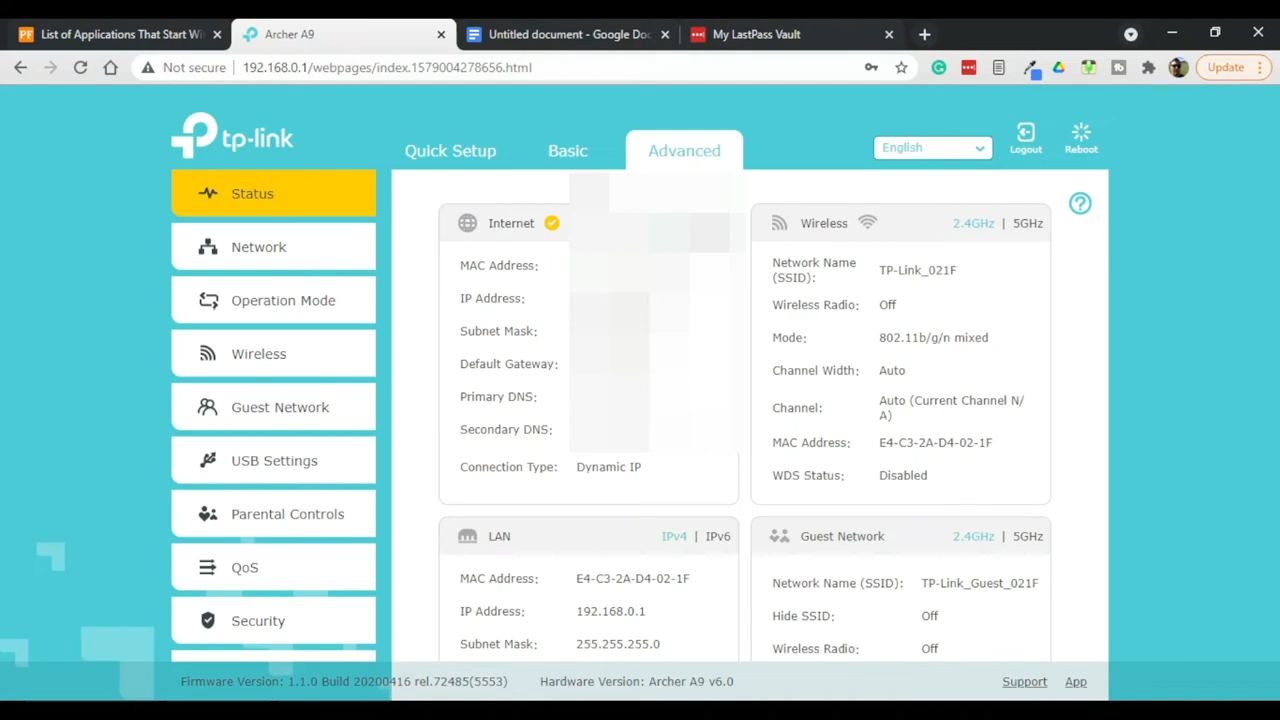 List of Applications That Start Wi
Archer A9
Untitled document - Google Doc
My LastPass Vault
Not secure
192.168.0.1/webpages/index.1579004278656.html
Update
tp-link
Quick Setup
Basic
Advanced
English
Logout
Reboot
Status
Network
Operation Mode
Wireless
Guest Network
USB Settings
Parental Controls
QoS
Security
Internet
MAC Address:
IP Address:
Subnet Mask:
Default Gateway:
Primary DNS:
Secondary DNS:
Connection Type: Dynamic IP
Wireless 2.4GHz | 5GHz
Network Name
(SSID): TP-Link_021F
Wireless Radio: Off
Mode: 802.11b/g/n mixed
Channel Width: Auto
Channel: Auto (Current Channel N/
A)
MAC Address: E4-C3-2A-D4-02-1F
WDS Status: Disabled
LAN IPv4 | IPv6
MAC Address: E4-C3-2A-D4-02-1F
IP Address: 192.168.0.1
Subnet Mask: 255.255.255.0
Guest Network 2.4GHz | 5GHz
Network Name (SSID): TP-Link_Guest_021F
Hide SSID: Off
Wireless Radio: Off
Firmware Version: 1.1.0 Build 20200416 rel.72485(5553)
Hardware Version: Archer A9 v6.0
Support
App